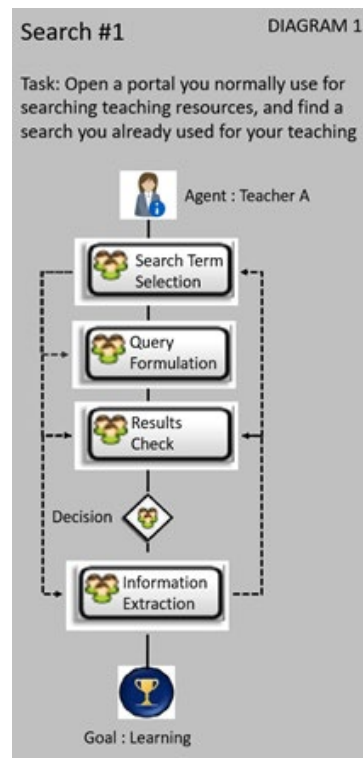 Search #1
DIAGRAM 1
Task: Open a portal you normally use for
searching teaching resources, and find a
search you already used for your teaching
Agent : Teacher A
Search Term
Selection
Query
Formulation
Results
Check
Decision
Information
Extraction
Goal : Learning